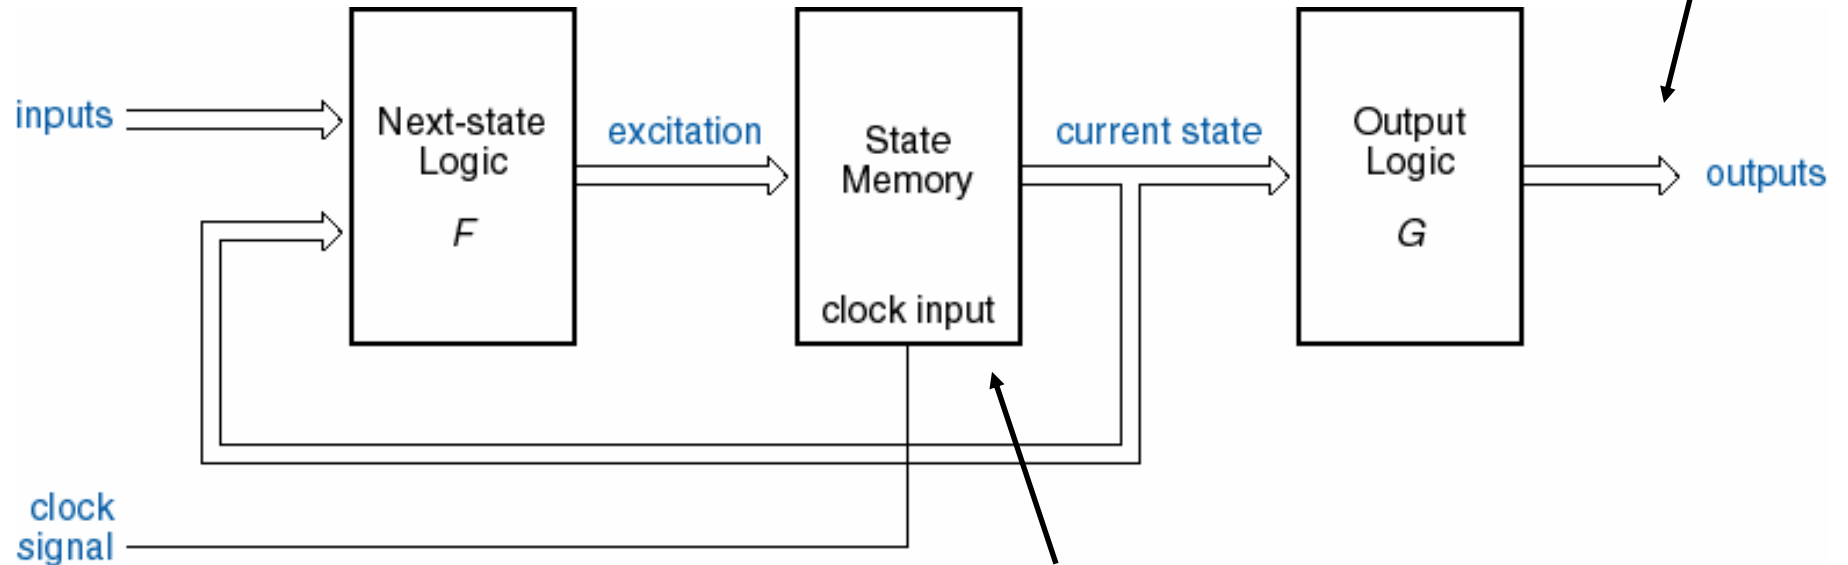 inputs
Next-state
Logic
F
excitation
State
Memory
clock input
current state
Output
Logic
G
outputs
clock
signal